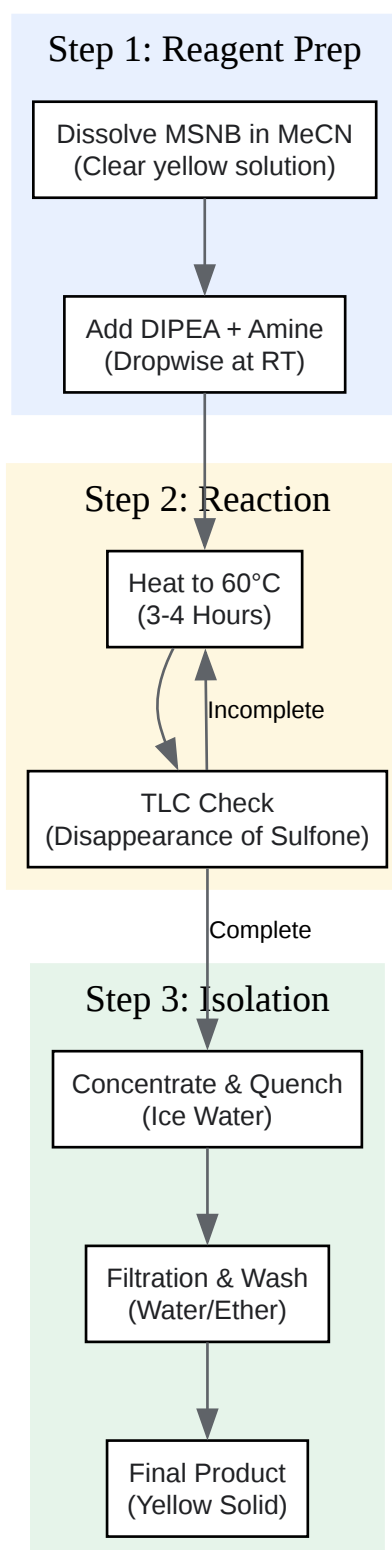 Step 1: Reagent Prep
Dissolve MSNB in MeCN
(Clear yellow solution)
Add DIPEA + Amine
(Dropwise at RT)
Step 2: Reaction
Heat to 60°C
(3-4 Hours)
Incomplete
TLC Check
(Disappearance of Sulfone)
Complete
Step 3: Isolation
Concentrate & Quench
(Ice Water)
Filtration & Wash
(Water/Ether)
Final Product
(Yellow Solid)